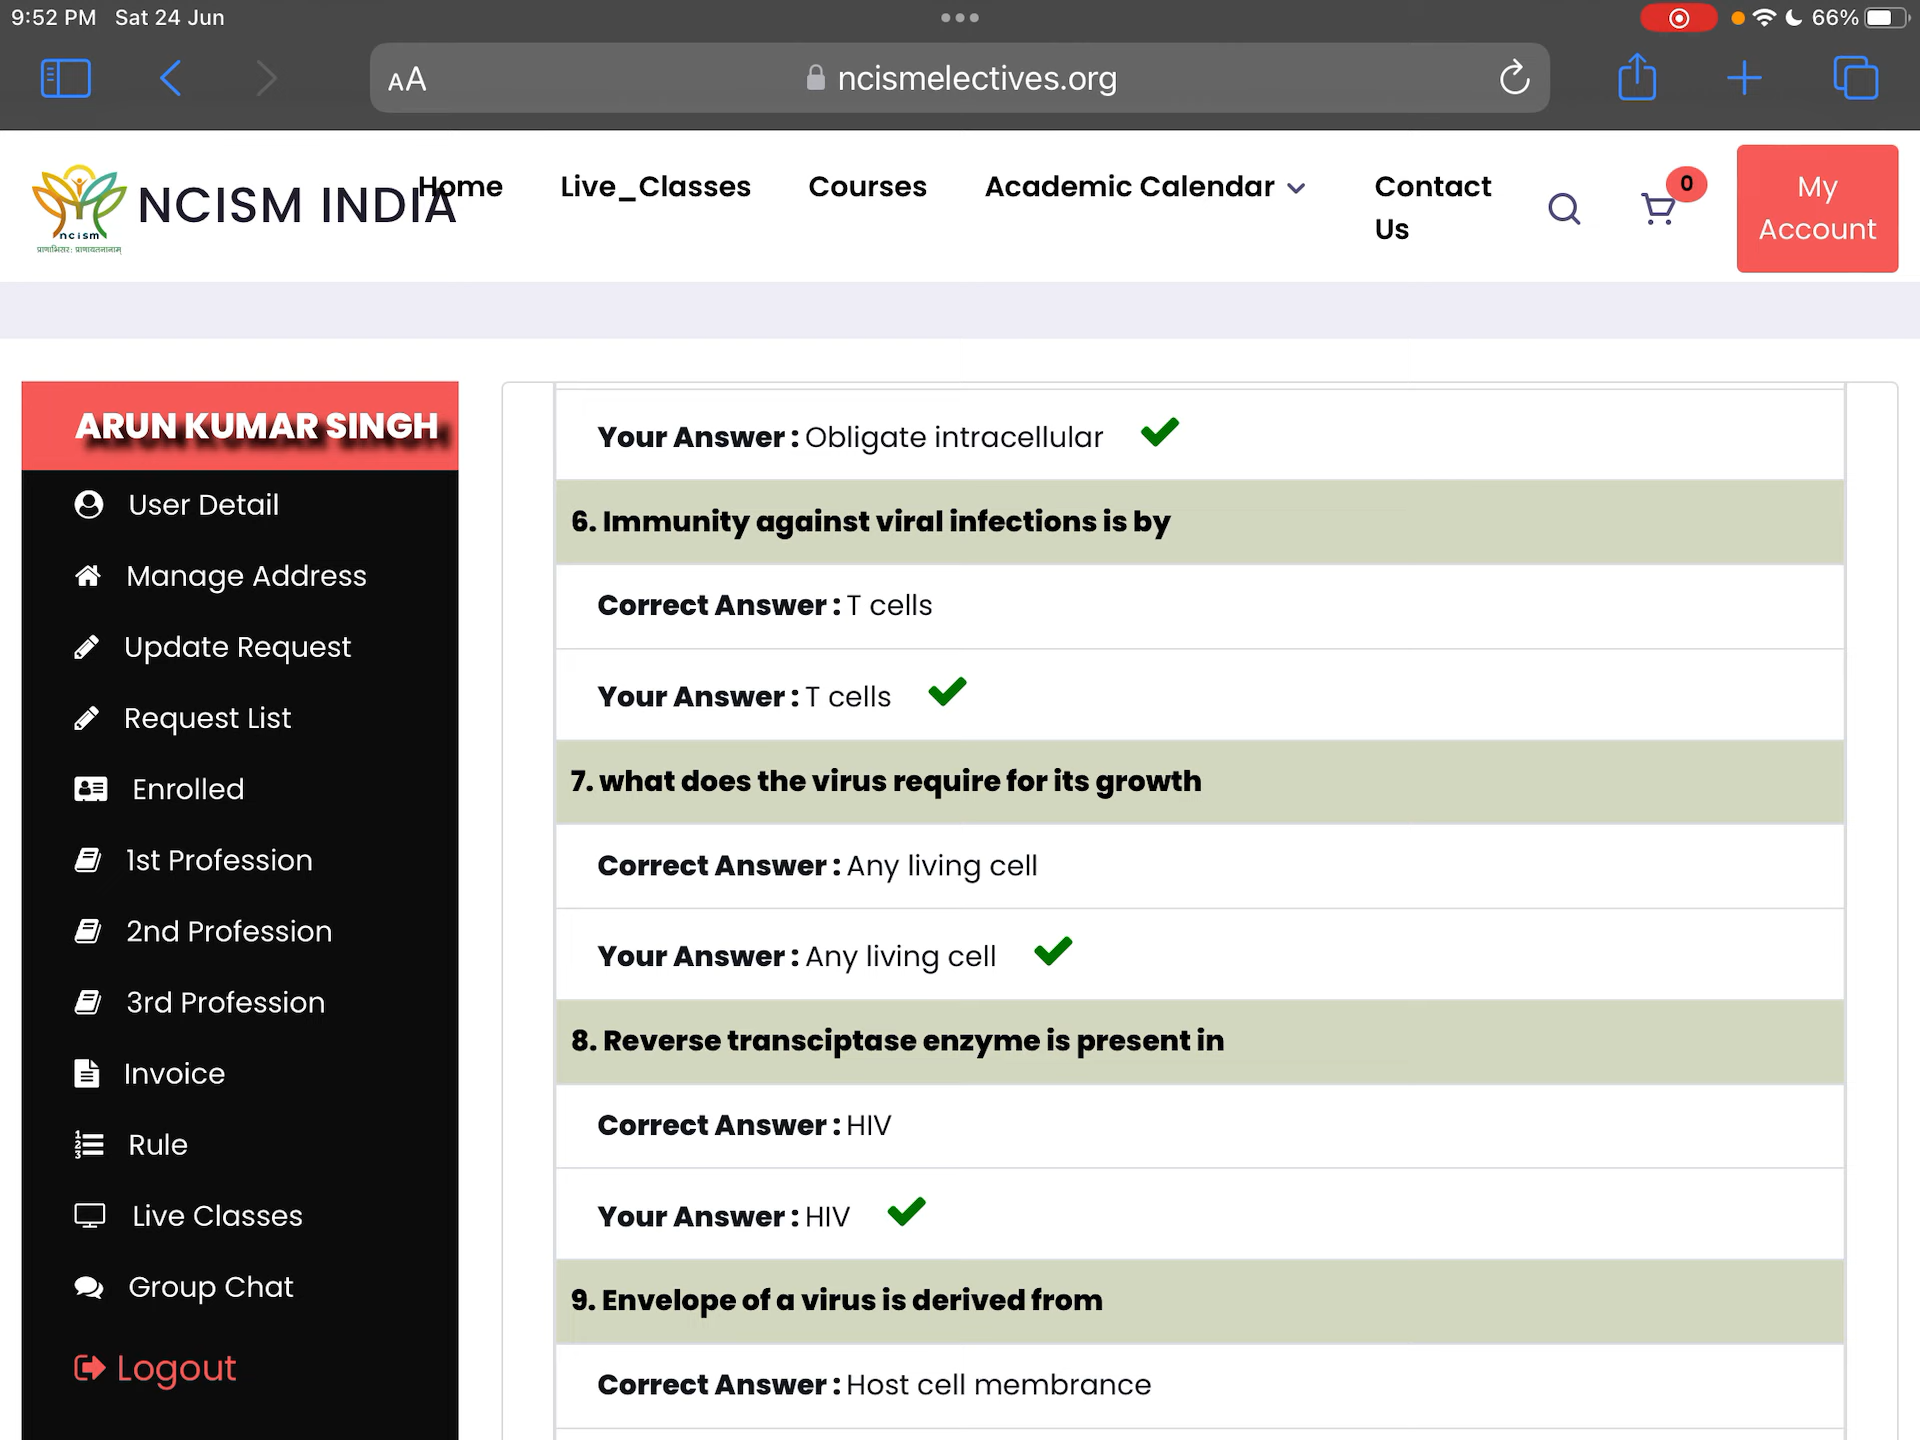 9:52 PM Sat 24 Jun
66%
AA
ncismelectives.org
ncism
NCISM INDIA
Home
Live_Classes
Courses
Academic Calendar
Contact
Us
0
My
Account
ARUN KUMAR SINGH
User Detail
Manage Address
Update Request
Request List
Enrolled
1st Profession
2nd Profession
3rd Profession
Invoice
Rule
Live Classes
Group Chat
Logout
Your Answer : Obligate intracellular
6. Immunity against viral infections is by
Correct Answer : T cells
Your Answer : T cells
7. what does the virus require for its growth
Correct Answer : Any living cell
Your Answer : Any living cell
8. Reverse transciptase enzyme is present in
Correct Answer : HIV
Your Answer : HIV
9. Envelope of a virus is derived from
Correct Answer : Host cell membrance